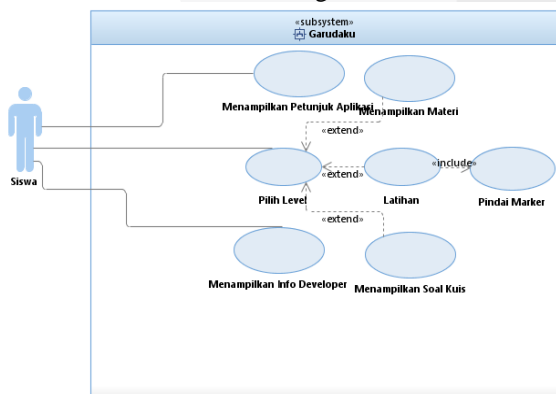 «subsystem»
Garudaku
Menampilkan Petunjuk Aplikasi
Menampilkan Materi
«extend»
Siswa
Pilih Level
«extend»
Latihan
«include»
Pindai Marker
«extend»
Menampilkan Info Developer
Menampilkan Soal Kuis